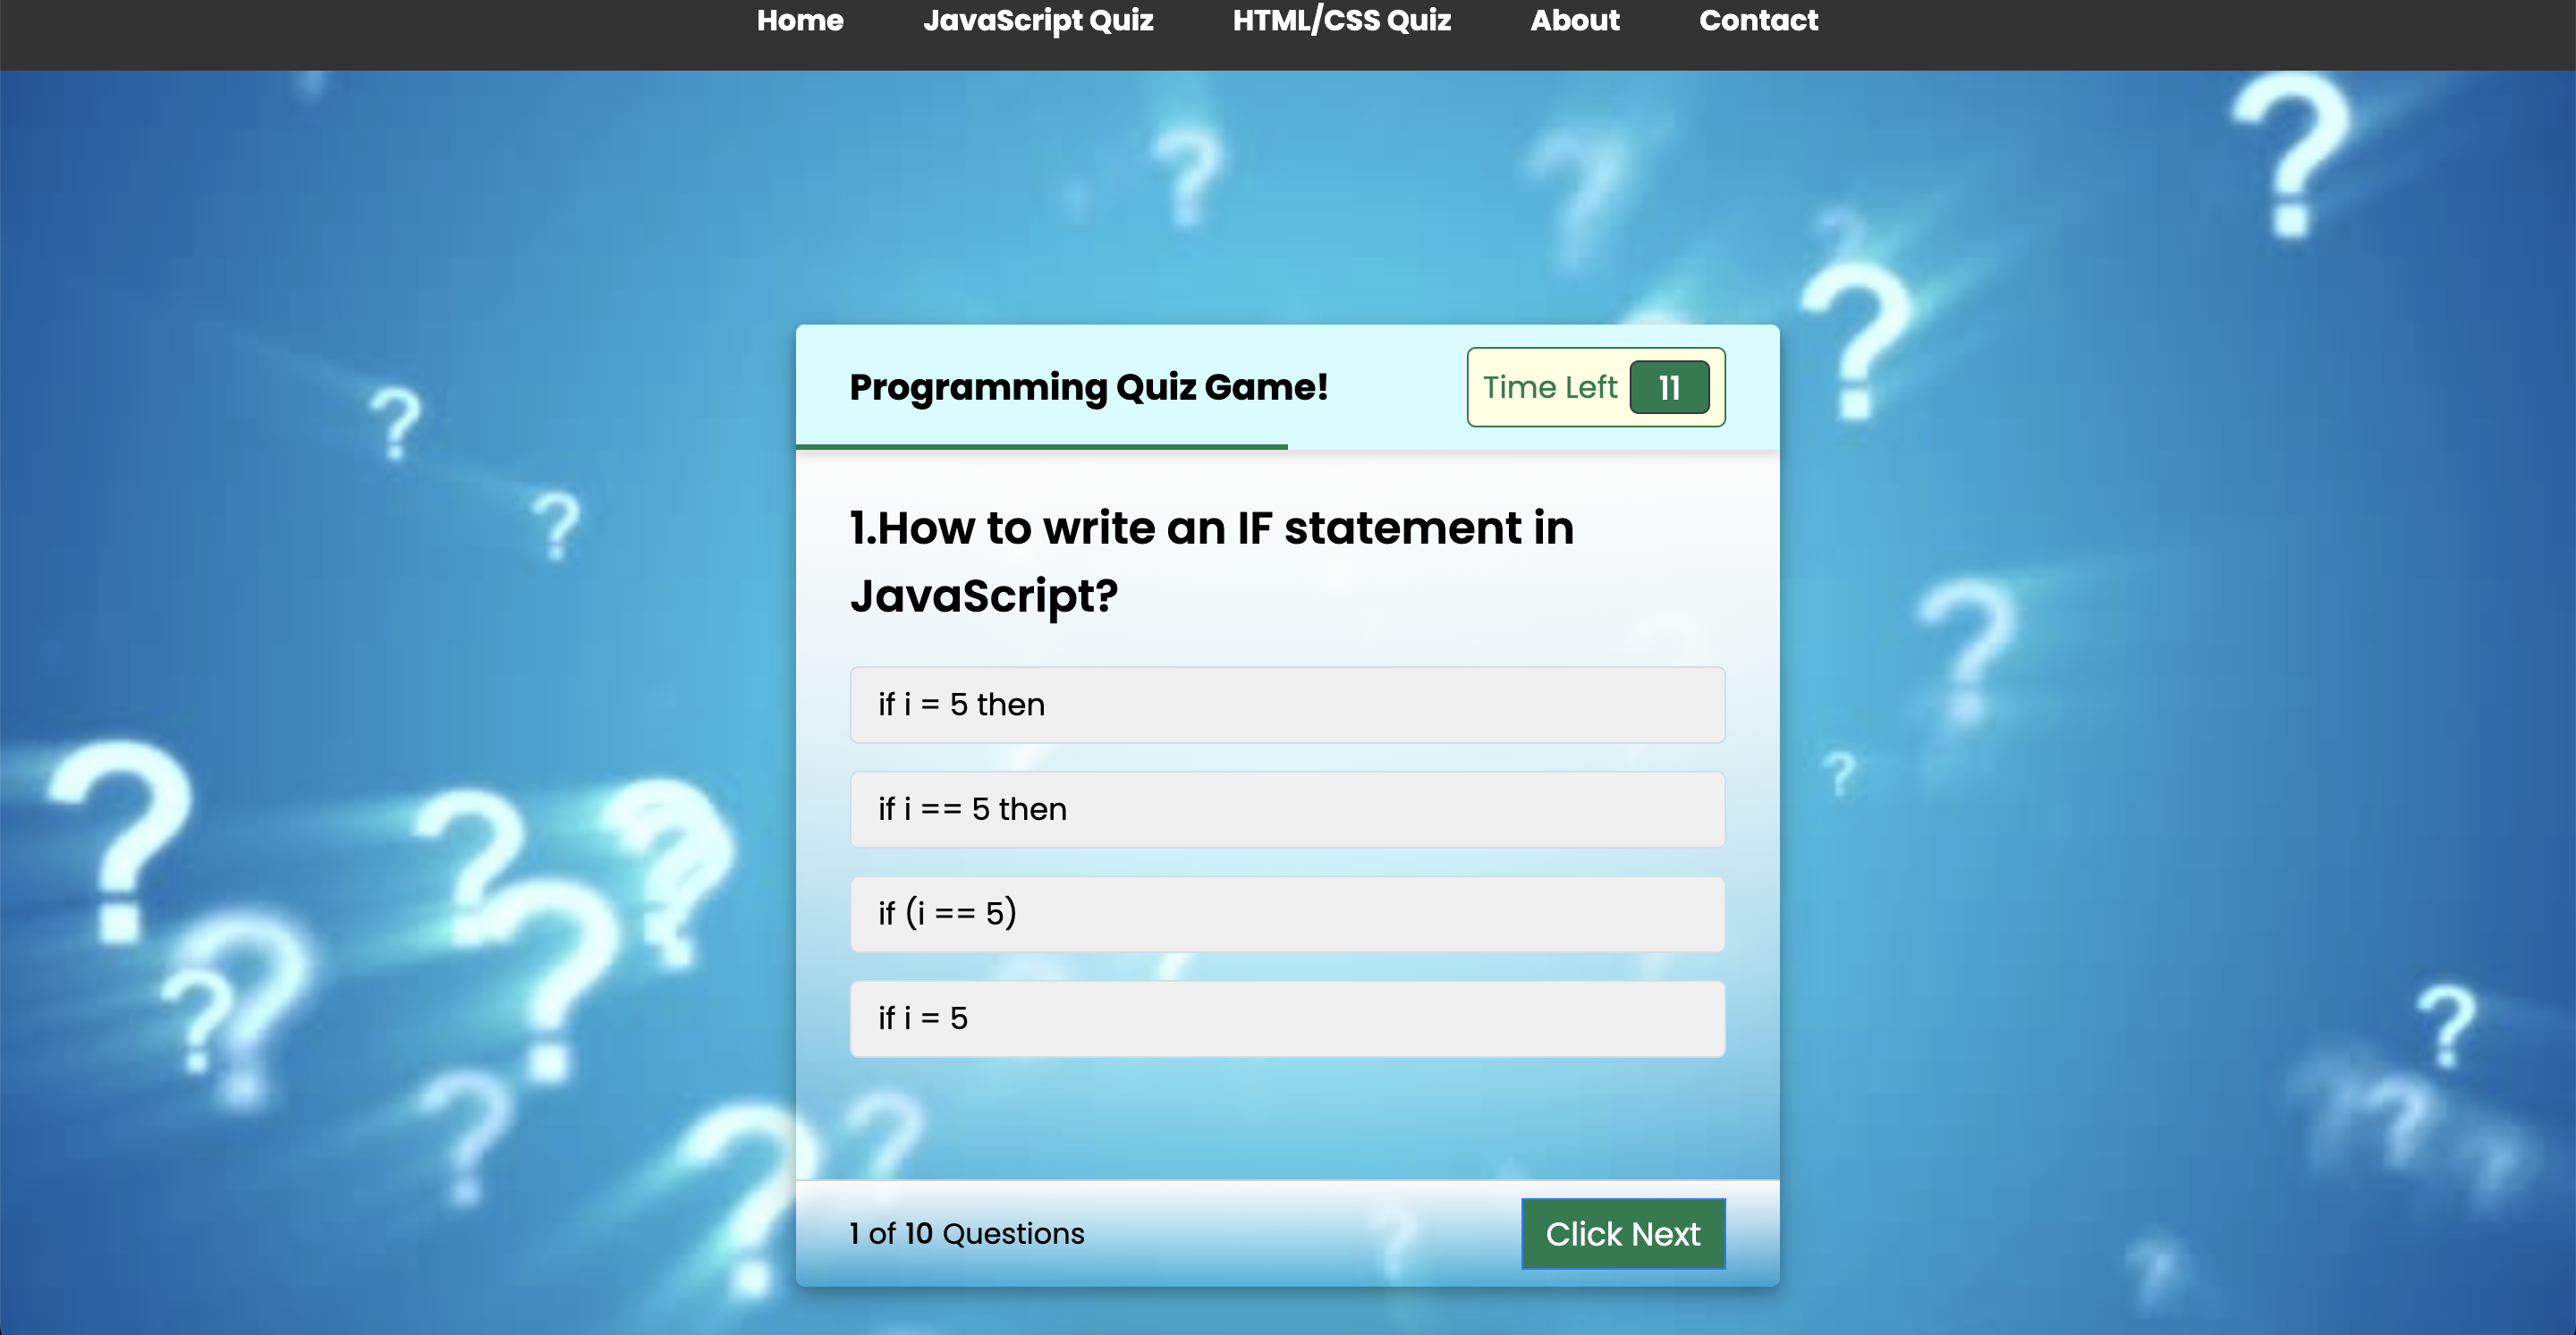 Home JavaScript Quiz HTML/CSS Quiz About Contact
Programming Quiz Game!
Time Left 11
1.How to write an IF statement in
JavaScript?
if i = 5 then
if i == 5 then
if (i == 5)
if i = 5
1 of 10 Questions
Click Next